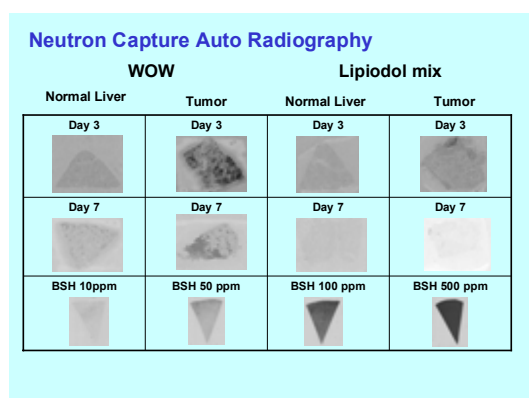 Neutron Capture Auto Radiography
WOW Lipiodol mix
Normal Liver Tumor Normal Liver Tumor
Day 3 Day 3 Day 3 Day 3
Day 7 Day 7 Day 7 Day 7
BSH 10ppm BSH 50 ppm BSH 100 ppm BSH 500 ppm